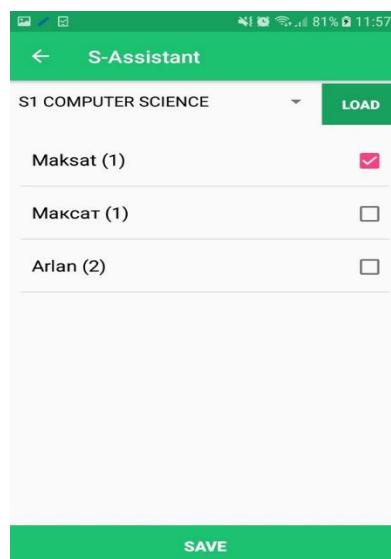 81% 11:57
S-Assistant
S1 COMPUTER SCIENCE
LOAD
Maksat (1)
Максат (1)
Arlan (2)
SAVE